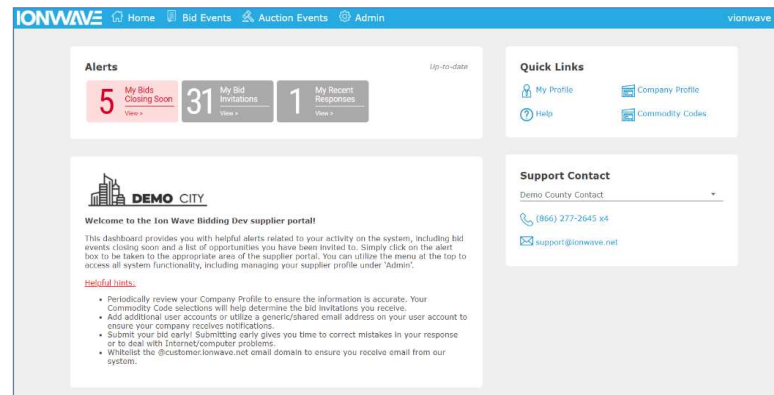 IONWAVE Home Bid Events Auction Events Admin vionwave
Alerts Up-to-date
5 My Bids Closing Soon View >
31 My Bid Invitations View >
1 My Recent Responses View >
Quick Links
My Profile Company Profile
Help Commodity Codes
DEMO CITY
Welcome to the Ion Wave Bidding Dev supplier portal!
This dashboard provides you with helpful alerts related to your activity on the system, including bid
events closing soon and a list of opportunities you have been invited to. Simply click on the alert
box to be taken to the appropriate area of the supplier portal. You can utilize the menu at the top to
access all system functionality, including managing your supplier profile under 'Admin'.
Helpful hints:
• Periodically review your Company Profile to ensure the information is accurate. Your
Commodity Code selections will help determine the bid invitations you receive.
• Add additional user accounts or utilize a generic/shared email address on your user account to
ensure your company receives notifications.
• Submit your bid early! Submitting early gives you time to correct mistakes in your response
or to deal with Internet/computer problems.
• Whitelist the @customer.ionwave.net email domain to ensure you receive email from our
system.
Support Contact
Demo County Contact
(866) 277-2645 x4
support@ionwave.net